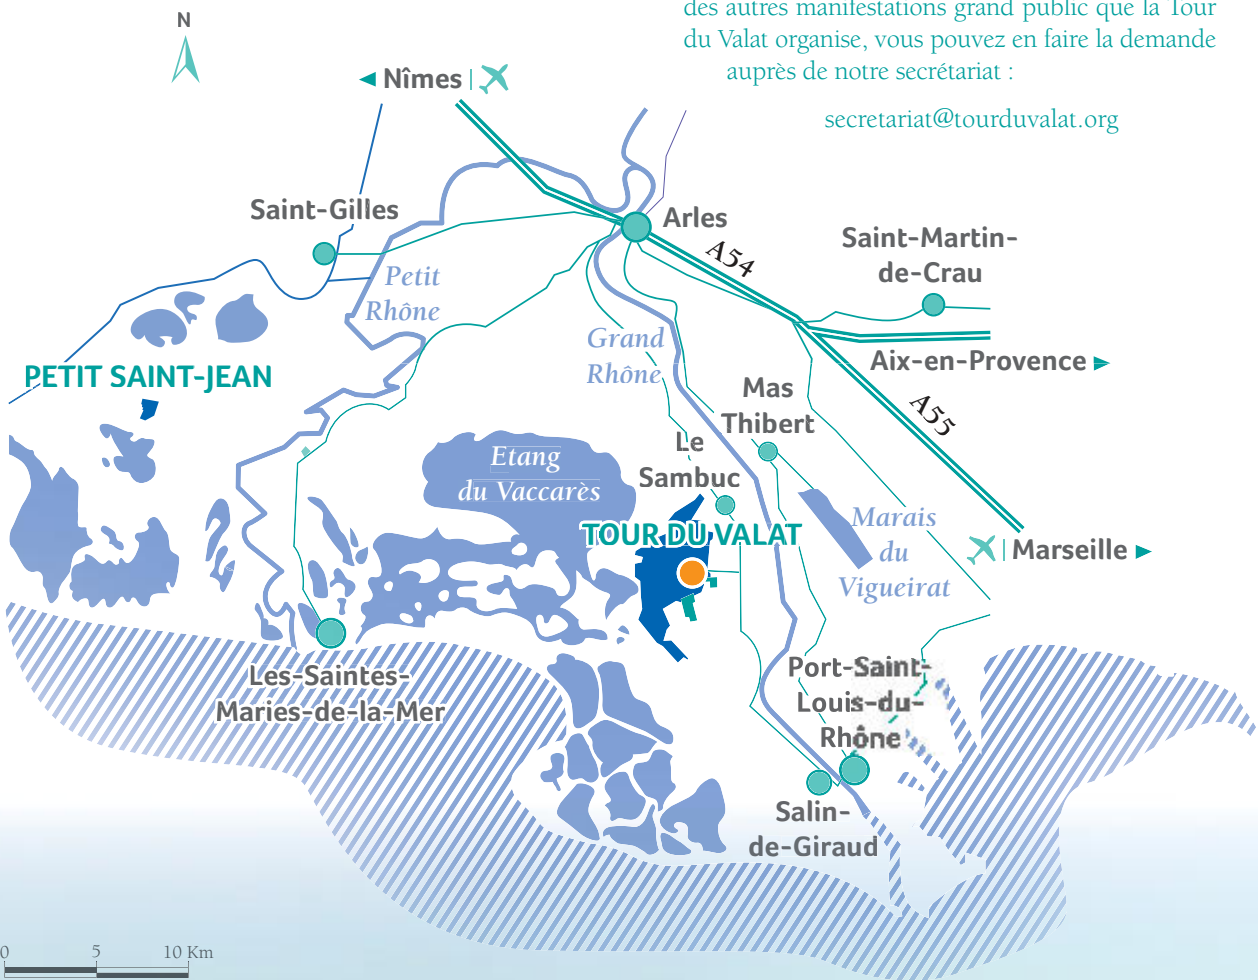 des autres manifestations grand public que la Tour
du Valat organise, vous pouvez en faire la demande
auprès de notre secrétariat :
secretariat@tourduvalat.org
N
Nîmes
Saint-Gilles
Arles
A54
Saint-Martin-
de-Crau
Petit
Rhône
Grand
Rhône
Aix-en-Provence
PETIT SAINT-JEAN
Mas
Thibert
A55
Le
Sambuc
Etang
du Vaccarès
TOUR DU VALAT
Marais
du
Vigueirat
Marseille
Les-Saintes-
Maries-de-la-Mer
Port-Saint-
Louis-du-
Rhône
Salin-
de-Giraud
0 5 10 Km